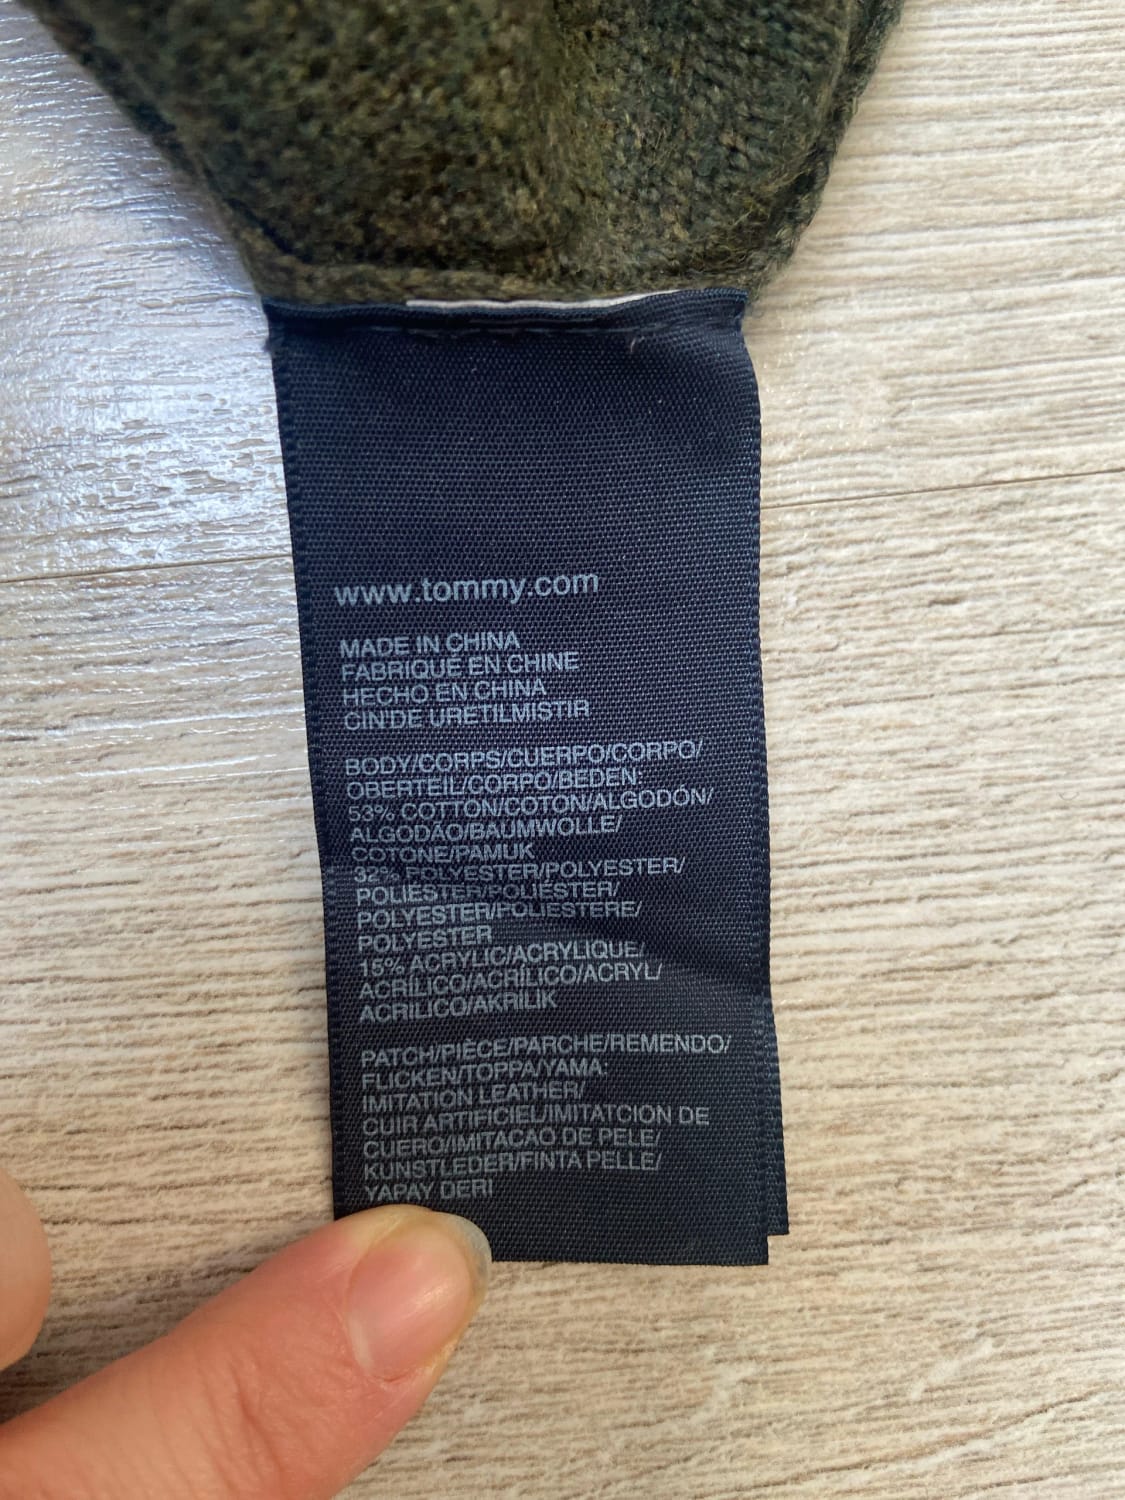 www.tommy.com
MADE IN CHINA
FABRIQUÉ EN CHINE
HECHO EN CHINA
CIN'DE URETILMISTIR
BODY/CORPS/CUERPO/CORPO/
OBERTEIL/CORPO/BEDEN:
53% COTTON/COTON/ALGODÓN/
ALGODÃO/BAUMWOLLE/
COTONE/PAMUK
32% POLYESTER/POLYESTER/
POLIÉSTER/POLIÉSTER/
POLYESTER/POLIESTERE/
POLYESTER
15% ACRYLIC/ACRYLIQUE/
ACRÍLICO/ACRÍLICO/ACRYL/
ACRILICO/AKRILIK
PATCH/PIÈCE/PARCHE/REMENDO/
FLICKEN/TOPPA/YAMA:
IMITATION LEATHER/
CUIR ARTIFICIEL/IMITATCION DE
CUERO/IMITACAO DE PELE/
KUNSTLEDER/FINTA PELLE/
YAPAY DERI